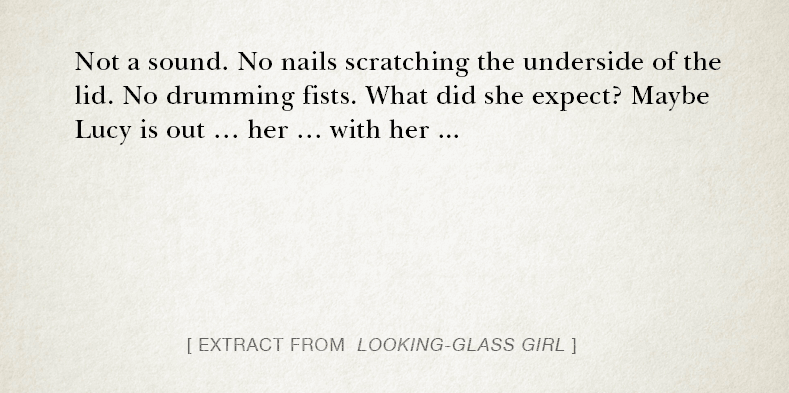 Not a sound. No nails scratching the underside of the
lid. No drumming fists. What did she expect? Maybe
Lucy is out … her … with her ...
[ EXTRACT FROM LOOKING-GLASS GIRL ]